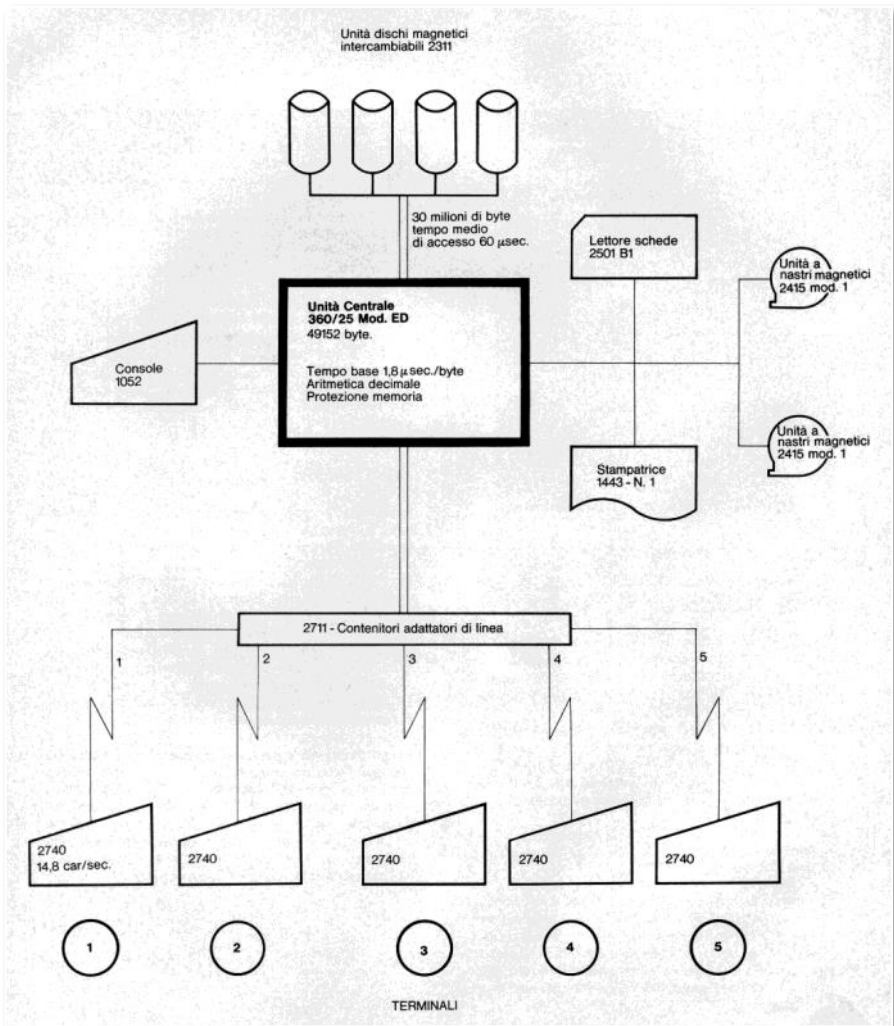 Unità dischi magnetici
intercambiabili 2311
30 milioni di byte
tempo medio
di accesso 60 µsec.
Lettore schede
2501 B1
Unità a
nastri magnetici
2415 mod. 1
Unità Centrale
360/25 Mod. ED
49152 byte.
Tempo base 1,8 µsec./byte
Aritmetica decimale
Protezione memoria
Console
1052
Unità a
nastri magnetici
2415 mod. 1
Stampatrice
1443 - N. 1
2711 - Contenitori adattatori di linea
1
2
3
4
5
2740
14,8 car/sec.
2740
2740
2740
2740
1
2
3
4
5
TERMINALI